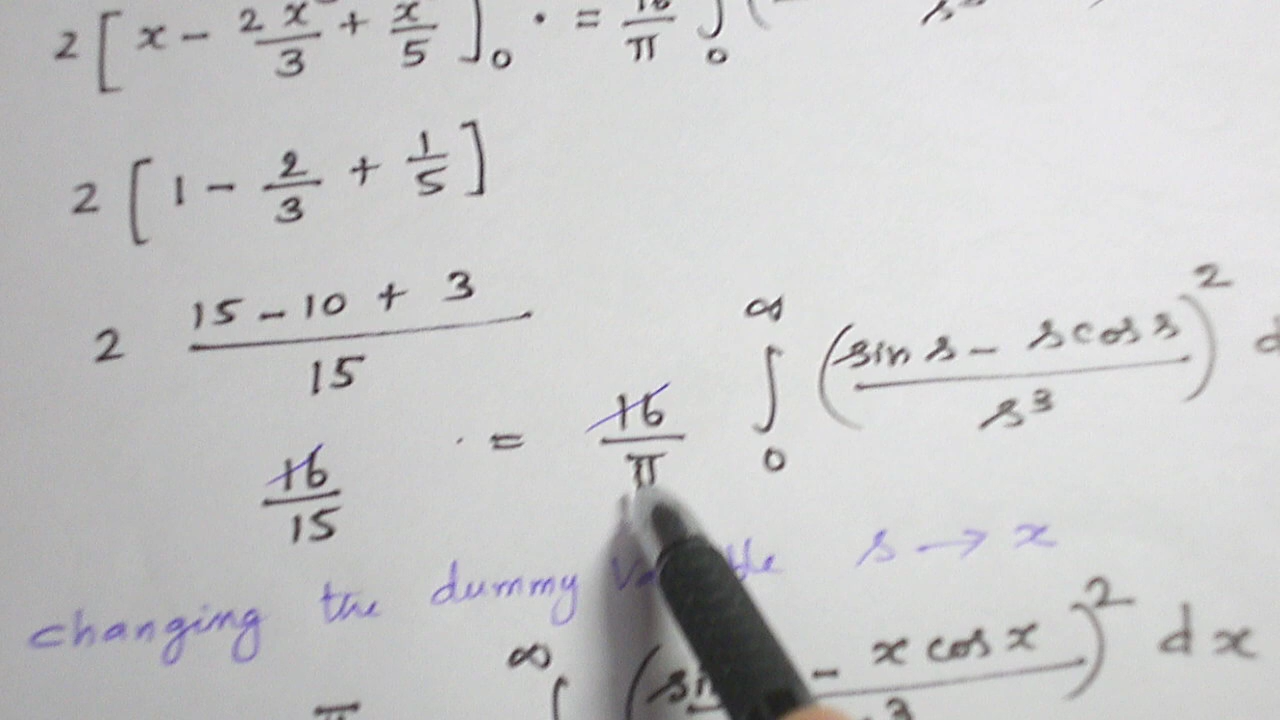 2 [ x - 2x/3 + x/5 ]₀ · = 16/π ∫₀ (
2 [ 1 - 2/3 + 1/5 ]
2 (15 - 10 + 3)/15
16/15 · = 16/π ∫₀^∞ ((sin s - s cos s)/s³)² d
changing the dummy s → x
π ∫^∞ ( - x cos x / 3)² dx